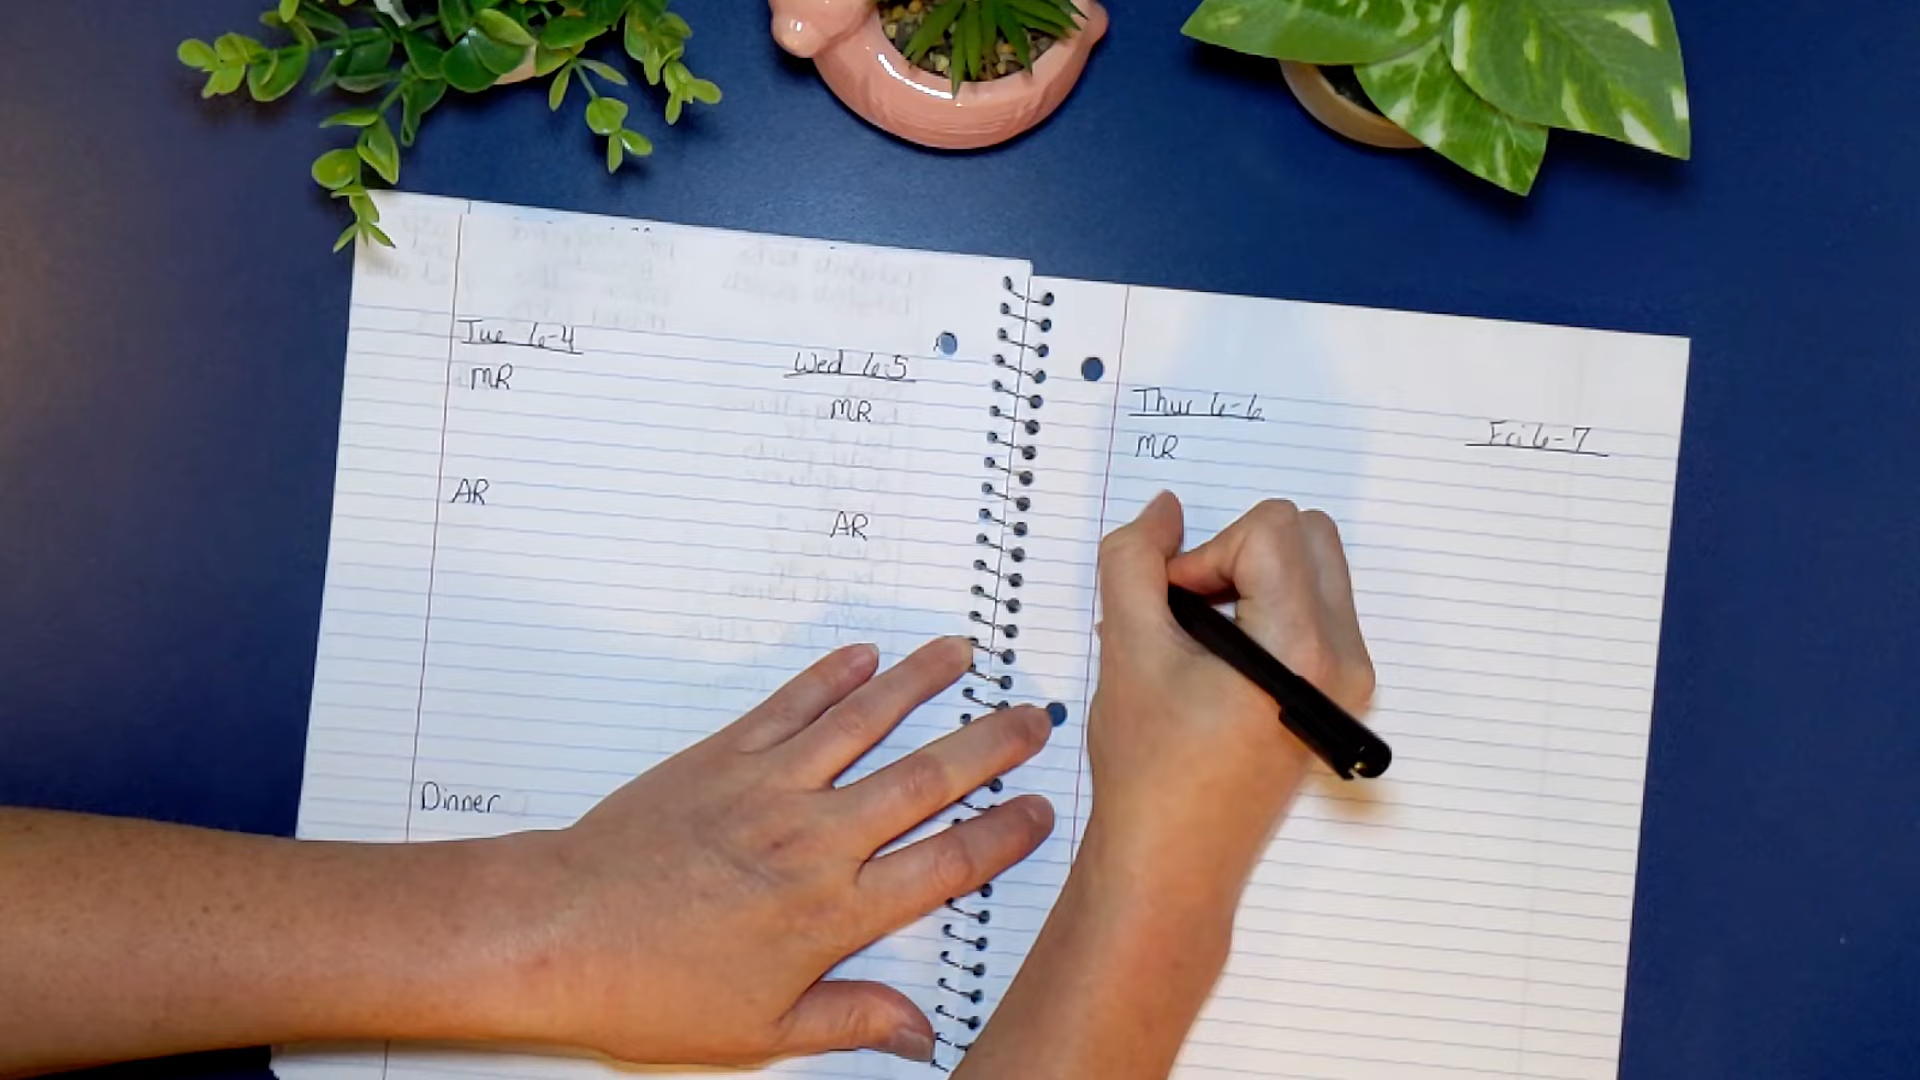 Tue 6-4
MR
AR
Dinner
Wed 6-5
MR
AR
Thur 6-6
MR
Fri 6-7